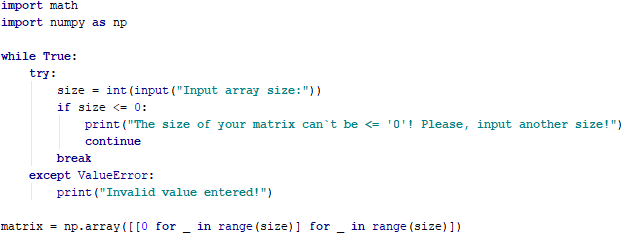 import math
import numpy as np
while True:
    try:
        size = int(input("Input array size:"))
        if size <= 0:
            print("The size of your matrix can`t be <= '0'! Please, input another size!")
            continue
        break
    except ValueError:
        print("Invalid value entered!")
matrix = np.array([[0 for _ in range(size)] for _ in range(size)])